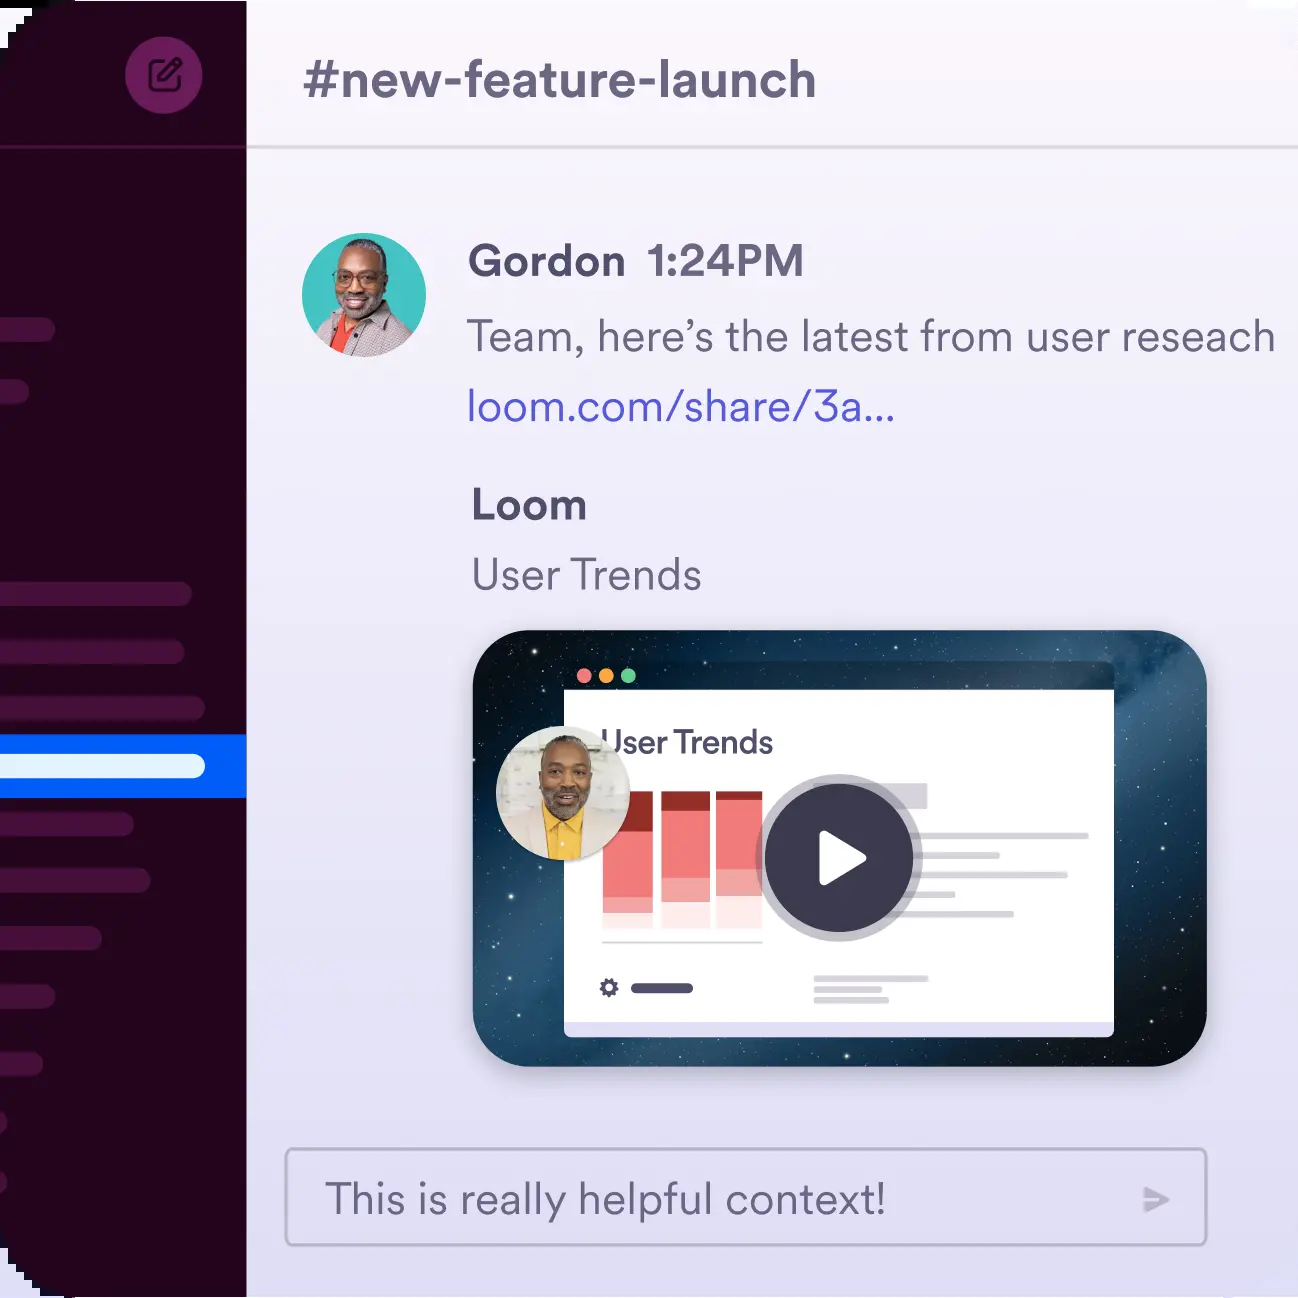 #new-feature-launch
Gordon 1:24PM
Team, here’s the latest from user reseach
loom.com/share/3a...
Loom
User Trends
User Trends
This is really helpful context!